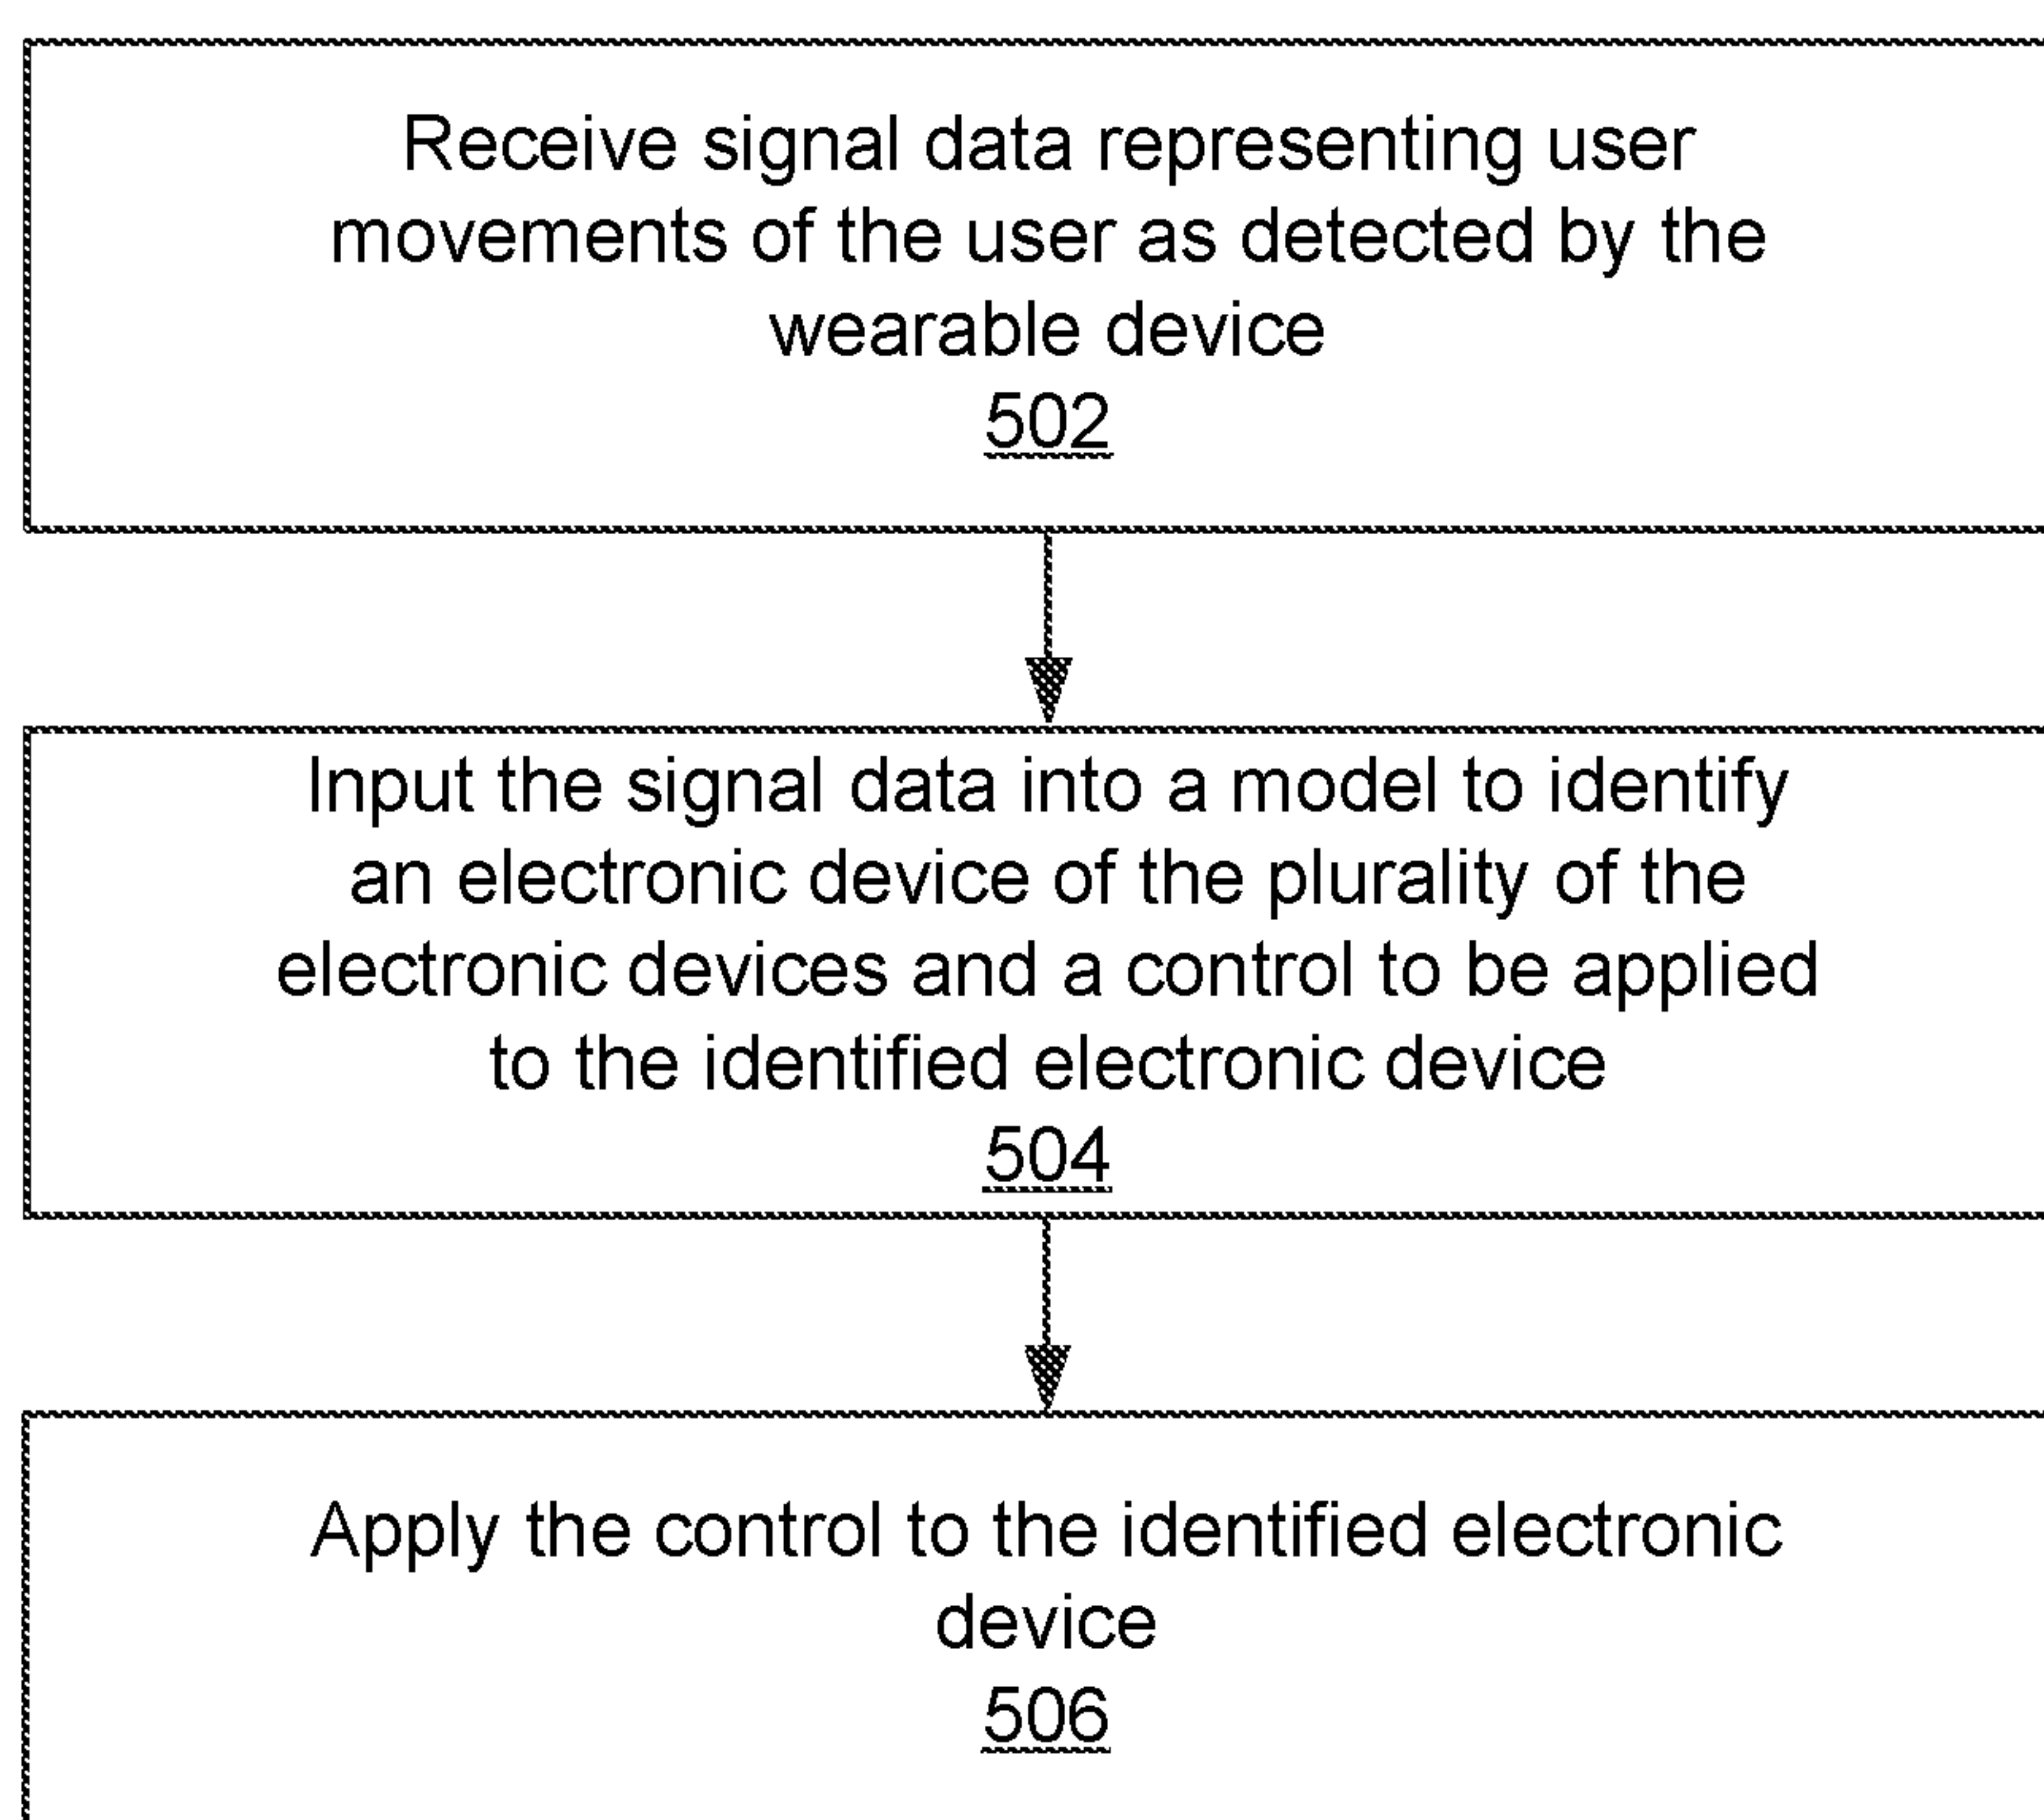 Receive signal data representing user
movements of the user as detected by the
wearable device
502
Input the signal data into a model to identify
an electronic device of the plurality of the
electronic devices and a control to be applied
to the identified electronic device
504
Apply the control to the identified electronic
device
506